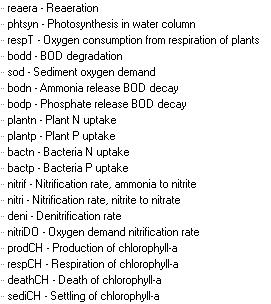 reaera - Reaeration
phtsyn - Photosynthesis in water column
respT - Oxygen consumption from respiration of plants
bodd - BOD degradation
sod - Sediment oxygen demand
bodn - Ammonia release BOD decay
bodp - Phosphate release BOD decay
plantn - Plant N uptake
plantp - Plant P uptake
bactn - Bacteria N uptake
bactp - Bacteria P uptake
nitrif - Nitrification rate, ammonia to nitrite
nitri - Nitrification rate, nitrite to nitrate
deni - Denitrification rate
nitriDO - Oxygen demand nitrification rate
prodCH - Production of chlorophyll-a
respCH - Respiration of chlorophyll-a
deathCH - Death of chlorophyll-a
sediCH - Settling of chlorophyll-a